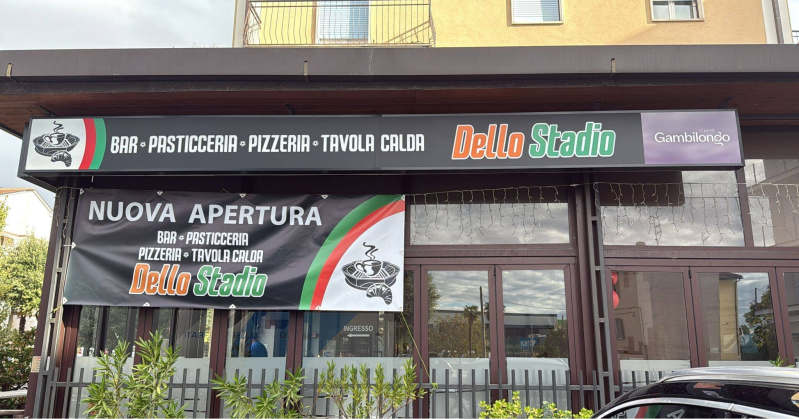 BAR * PASTICCERIA * PIZZERIA * TAVOLA CALDA
Dello Stadio
CAFFÈ
Gambilongo
NUOVA APERTURA
BAR * PASTICCERIA
PIZZERIA * TAVOLA CALDA
Dello Stadio
INGRESSO